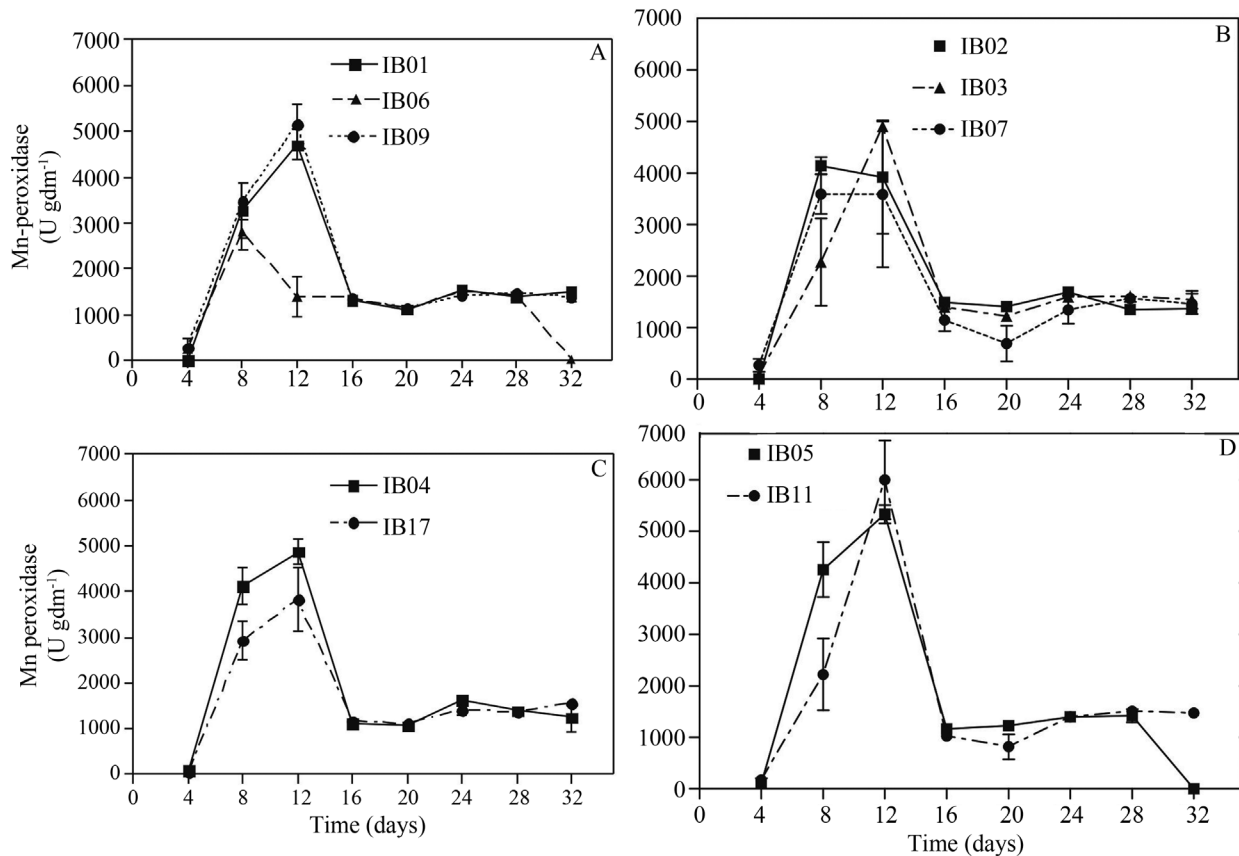 A
IB01
IB06
IB09
7000
6000
5000
4000
3000
2000
1000
0
0 4 8 12 16 20 24 28 32
Mn-peroxidase
(U gdm⁻¹)
B
IB02
IB03
IB07
7000
6000
5000
4000
3000
2000
1000
0
0 4 8 12 16 20 24 28 32
C
IB04
IB17
7000
6000
5000
4000
3000
2000
1000
0
0 4 8 12 16 20 24 28 32
Mn peroxidase
(U gdm⁻¹)
Time (days)
D
IB05
IB11
7000
6000
5000
4000
3000
2000
1000
0
0 4 8 12 16 20 24 28 32
Time (days)